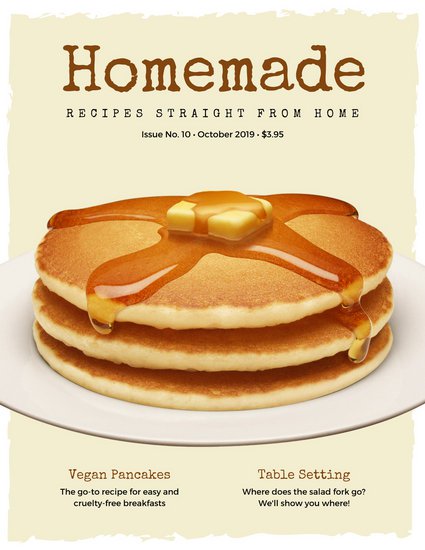 Homemade
RECIPES STRAIGHT FROM HOME
Issue No. 10 • October 2019 • $3.95
Vegan Pancakes
The go-to recipe for easy and
cruelty-free breakfasts
Table Setting
Where does the salad fork go?
We'll show you where!